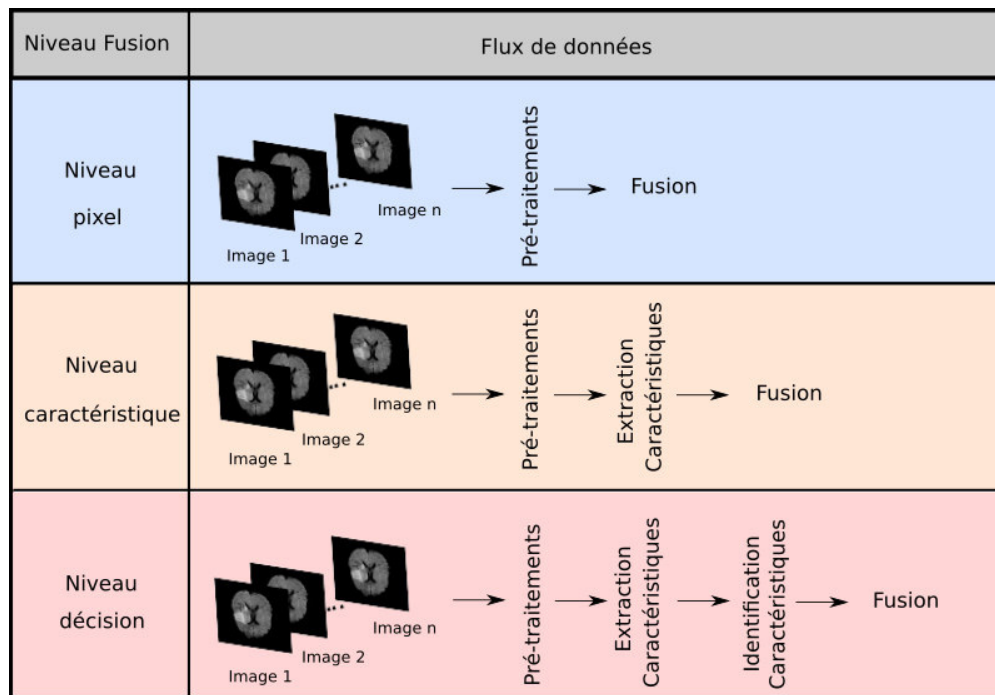 Niveau Fusion
Flux de données
Niveau
pixel
Image 1
Image 2
Image n
Pré-traitements
Fusion
Niveau
caractéristique
Image 1
Image 2
Image n
Pré-traitements
Extraction
Caractéristiques
Fusion
Niveau
décision
Image 1
Image 2
Image n
Pré-traitements
Extraction
Caractéristiques
Identification
Caractéristiques
Fusion